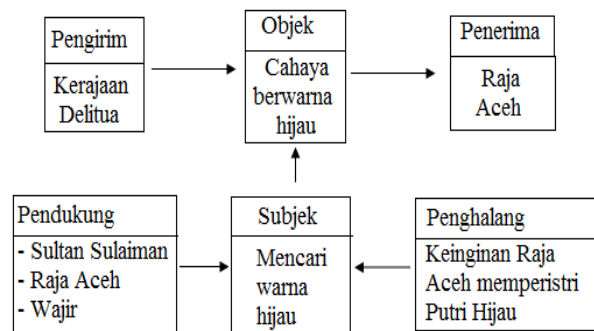 Pengirim
Kerajaan
Delitua
Objek
Cahaya
berwarna
hijau
Penerima
Raja
Aceh
Pendukung
- Sultan Sulaiman
- Raja Aceh
- Wajir
Subjek
Mencari
warna
hijau
Penghalang
Keinginan Raja
Aceh memperistri
Putri Hijau